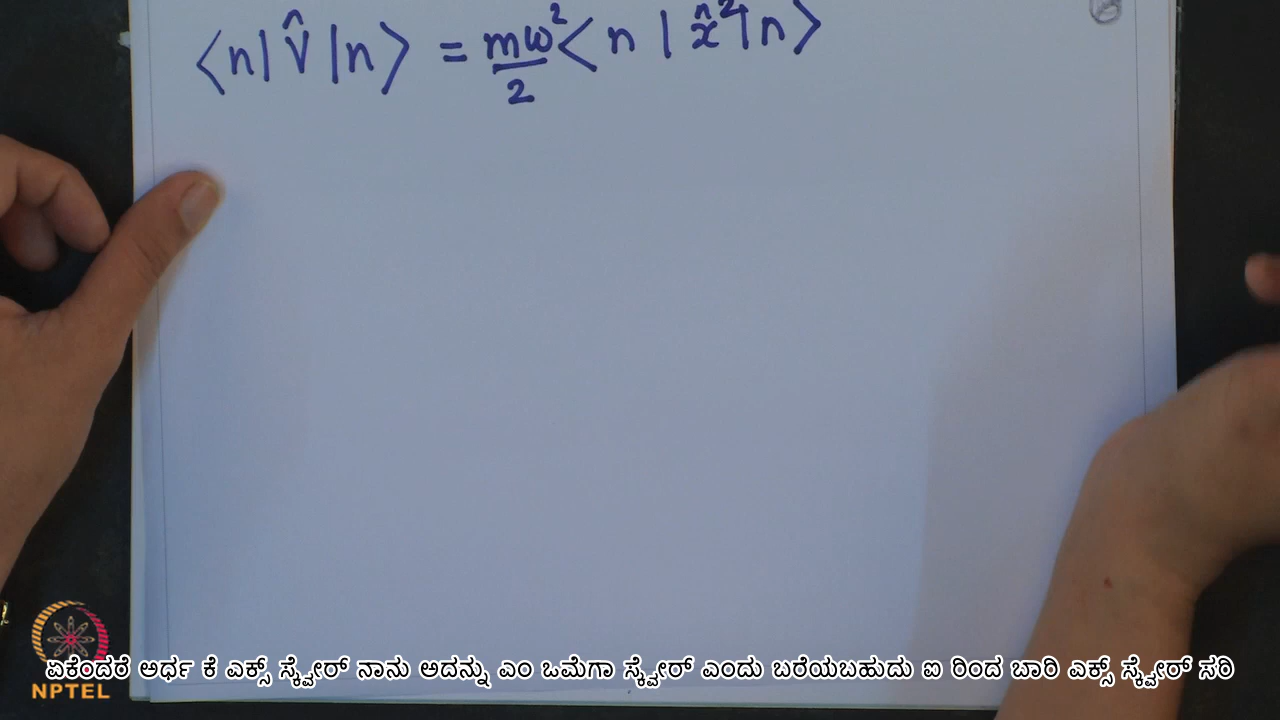 ⟨n|V̂|n⟩ = mω²/2 ⟨n|x̂²|n⟩
ಏಕೆಂದರೆ ಅರ್ಧ ಕೆ ಎಕ್ಸ್ ಸ್ಕ್ವೇರ್ ನಾನು ಅದನ್ನು ಎಂ ಒಮೆಗಾ ಸ್ಕ್ವೇರ್ ಎಂದು ಬರೆಯಬಹುದು ಐ ರಿಂದ ಬಾರಿ ಎಕ್ಸ್ ಸ್ಕ್ವೇರ್ ಸರಿ
NPTEL